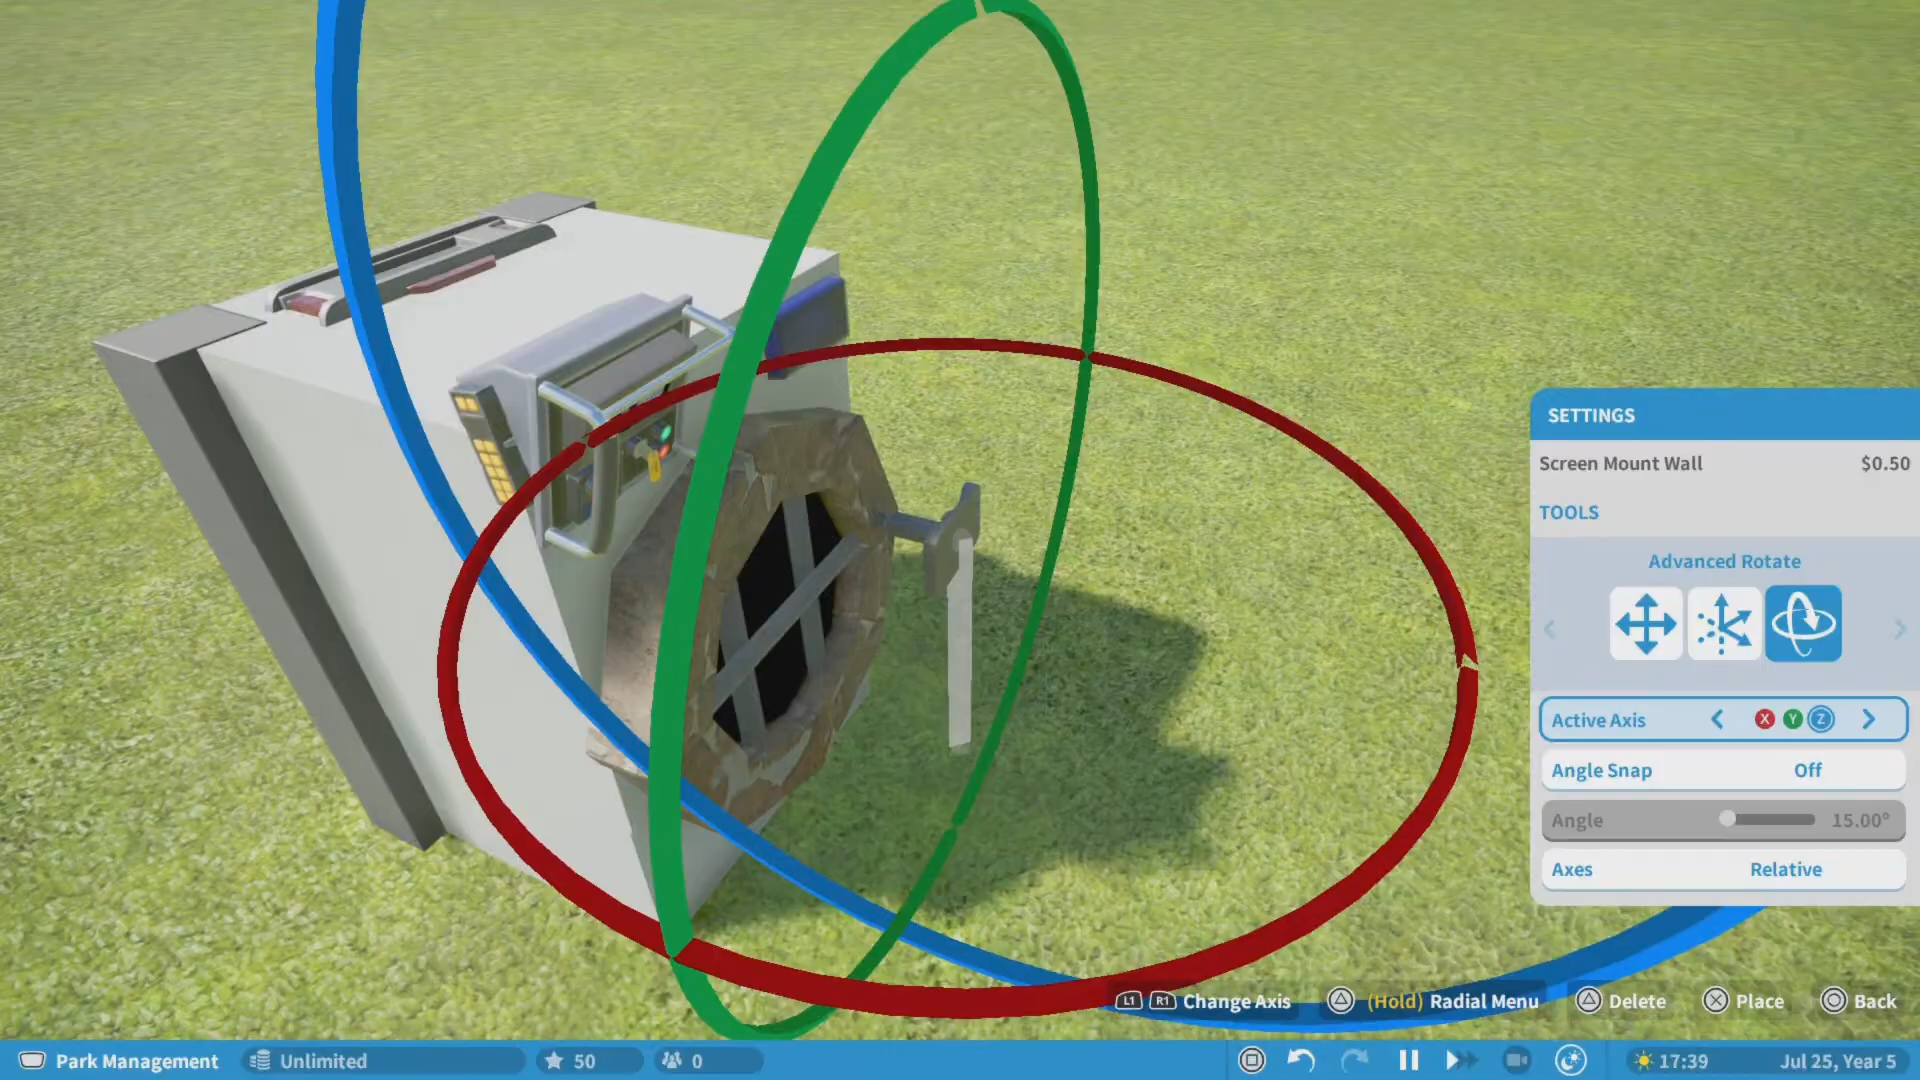 SETTINGS
Screen Mount Wall $0.50
TOOLS
Advanced Rotate
Active Axis X Y Z
Angle Snap Off
Angle 15.00°
Axes Relative
L1 R1 Change Axis (Hold) Radial Menu Delete Place Back
Park Management Unlimited 50 0 17:39 Jul 25, Year 5